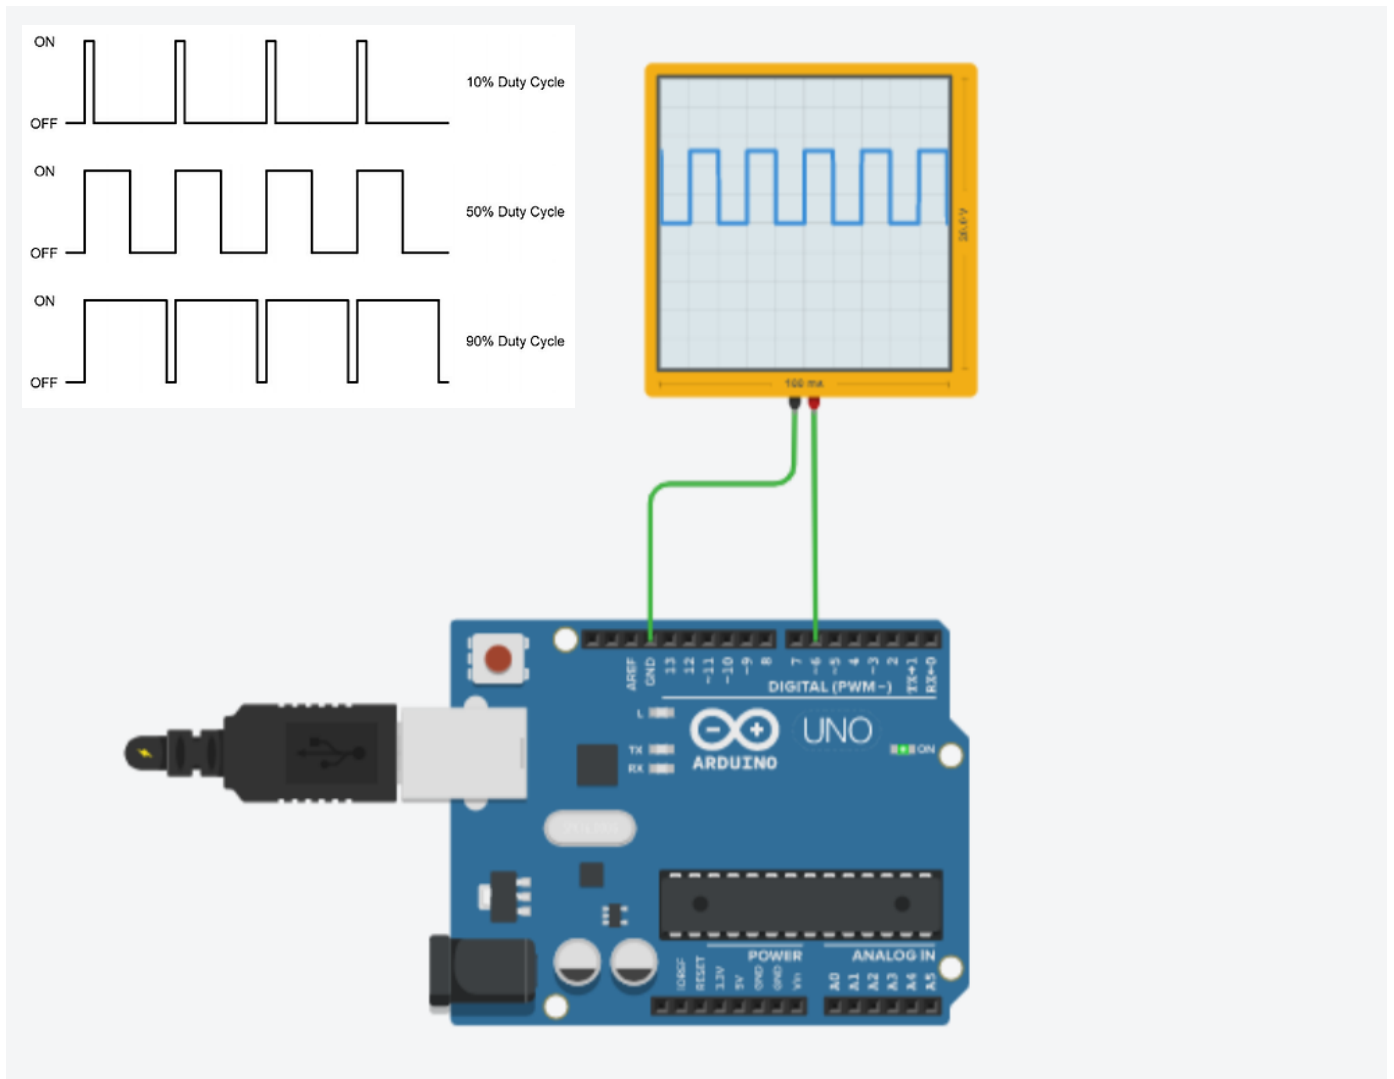 ON
10% Duty Cycle
OFF
ON
50% Duty Cycle
OFF
ON
90% Duty Cycle
OFF
AREF
GND
13
12
~11
~10
~9
8
7
~6
~5
4
~3
2
TX→1
RX←0
DIGITAL (PWM~)
L
TX
RX
UNO
ARDUINO
ON
POWER
ANALOG IN
IOREF
RESET
3.3V
5V
GND
GND
Vin
A0
A1
A2
A3
A4
A5